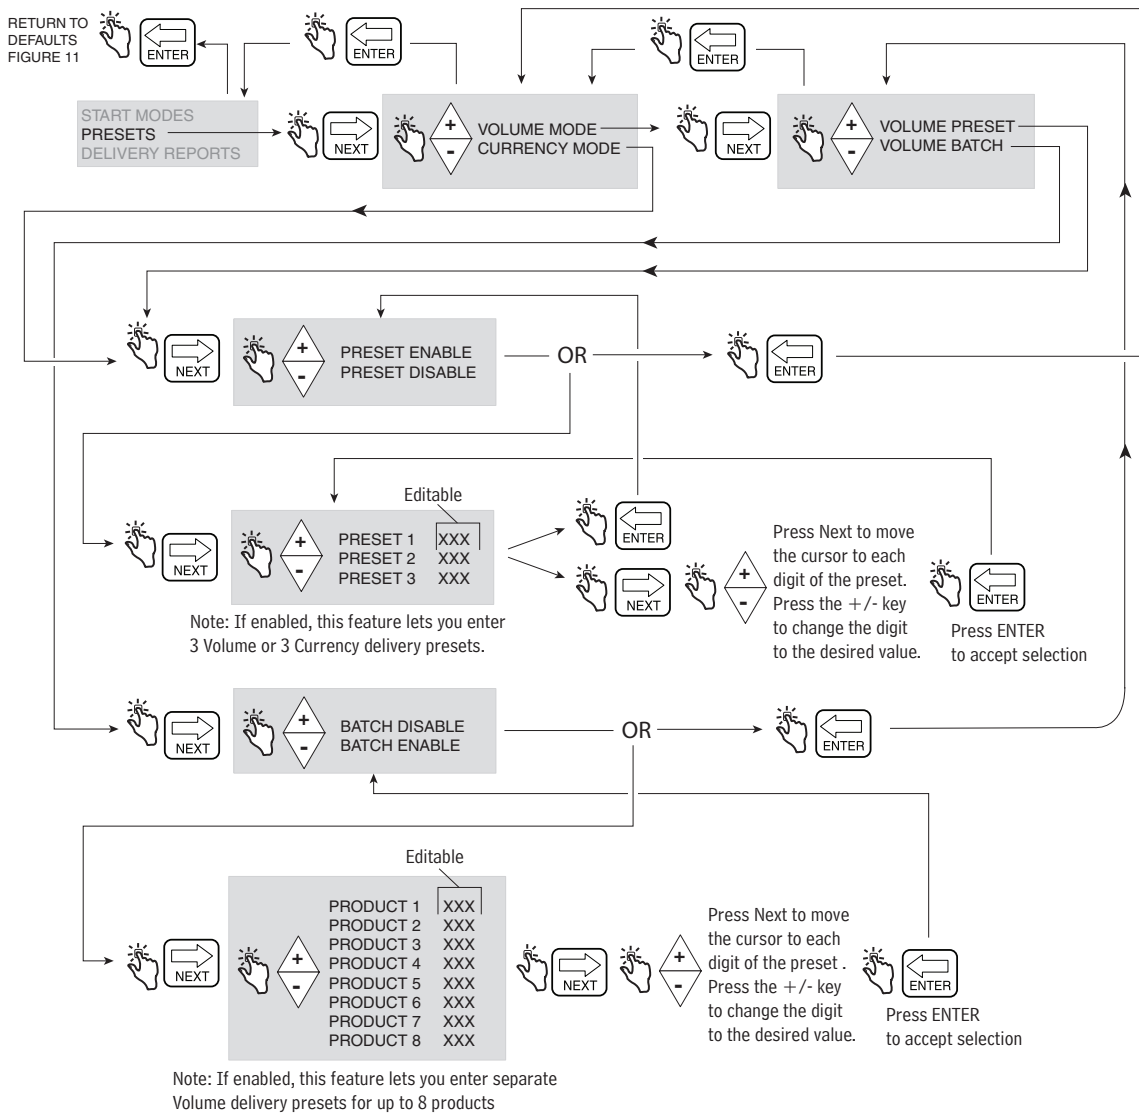 RETURN TO
DEFAULTS
FIGURE 11
ENTER
ENTER
ENTER
START MODES
PRESETS
DELIVERY REPORTS
NEXT
+
-
VOLUME MODE
CURRENCY MODE
NEXT
+
-
VOLUME PRESET
VOLUME BATCH
NEXT
+
-
PRESET ENABLE
PRESET DISABLE
OR
ENTER
Editable
NEXT
+
-
PRESET 1 XXX
PRESET 2 XXX
PRESET 3 XXX
ENTER
NEXT
+
-
Press Next to move
the cursor to each
digit of the preset.
Press the +/- key
to change the digit
to the desired value.
ENTER
Press ENTER
to accept selection
Note: If enabled, this feature lets you enter
3 Volume or 3 Currency delivery presets.
NEXT
+
-
BATCH DISABLE
BATCH ENABLE
OR
ENTER
Editable
NEXT
+
-
PRODUCT 1 XXX
PRODUCT 2 XXX
PRODUCT 3 XXX
PRODUCT 4 XXX
PRODUCT 5 XXX
PRODUCT 6 XXX
PRODUCT 7 XXX
PRODUCT 8 XXX
NEXT
+
-
Press Next to move
the cursor to each
digit of the preset .
Press the +/- key
to change the digit
to the desired value.
ENTER
Press ENTER
to accept selection
Note: If enabled, this feature lets you enter separate
Volume delivery presets for up to 8 products